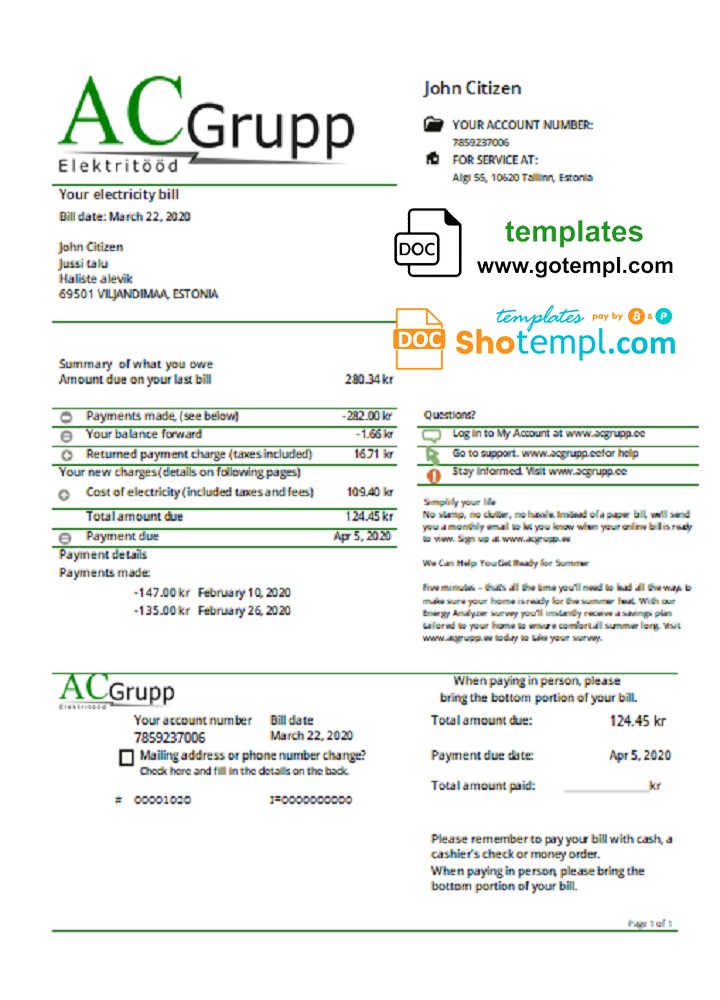 ACGrupp
Elektritööd
John Citizen
YOUR ACCOUNT NUMBER:
7859237006
FOR SERVICE AT:
Algi 55, 10620 Tallinn, Estonia
Your electricity bill
Bill date: March 22, 2020
John Citizen
Jussi talu
Haliste alevik
69501 VILJANDIMAA, ESTONIA
DOC
templates
www.gotempl.com
DOC
templates pay by B & P
Shotempl.com
Summary of what you owe
Amount due on your last bill 280.34 kr
Payments made, (see below) -282.00 kr
Your balance forward -1.66 kr
Returned payment charge (taxes included) 16.71 kr
Your new charges (details on following pages)
Cost of electricity (included taxes and fees) 109.40 kr
Total amount due 124.45 kr
Payment due Apr 5, 2020
Payment details
Payments made:
-147.00 kr February 10, 2020
-135.00 kr February 26, 2020
Questions?
Log in to My Account at www.acgrupp.ee
Go to support. www.acgrupp.eefor help
Stay informed. Visit www.acgrupp.ee
Simplify your life
No stamp, no clutter, no hassle. Instead of a paper bill, we'll send
you a monthly email to let you know when your online bill is ready
to view. Sign up at www.acgrupp.ee
We Can Help You Get Ready for Summer
Five minutes – that's all the time you'll need to lead all the ways to
make sure your home is ready for the summer heat. With our
Energy Analyzer survey you'll instantly receive a savings plan
tailored to your home to ensure comfort all summer long. Visit
www.acgrupp.ee today to take your survey.
ACGrupp
Elektritööd
Your account number Bill date
7859237006 March 22, 2020
Mailing address or phone number change?
Check here and fill in the details on the back.
# 00001020 I=0000000000
When paying in person, please
bring the bottom portion of your bill.
Total amount due: 124.45 kr
Payment due date: Apr 5, 2020
Total amount paid: ____________kr
Please remember to pay your bill with cash, a
cashier's check or money order.
When paying in person, please bring the
bottom portion of your bill.
Page 1 of 1